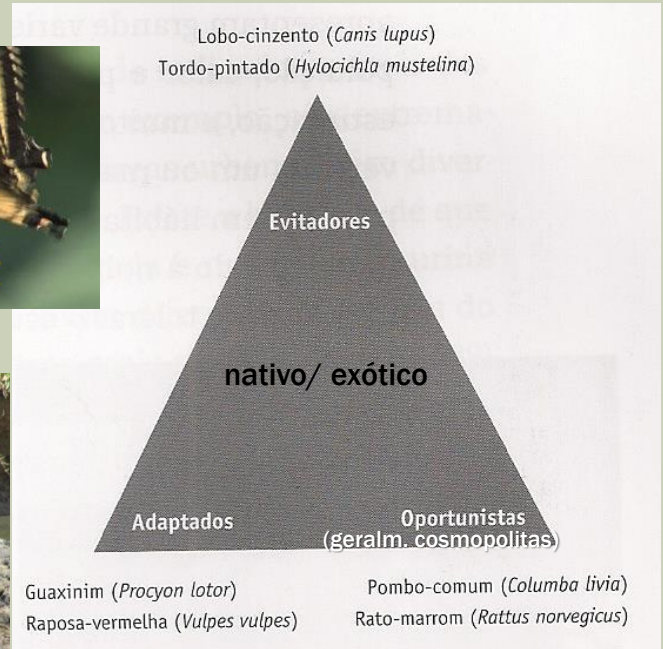 Lobo-cinzento (Canis lupus)
Tordo-pintado (Hylocichla mustelina)
Evitadores
nativo/ exótico
Adaptados
Oportunistas
(geralm. cosmopolitas)
Guaxinim (Procyon lotor)
Raposa-vermelha (Vulpes vulpes)
Pombo-comum (Columba livia)
Rato-marrom (Rattus norvegicus)